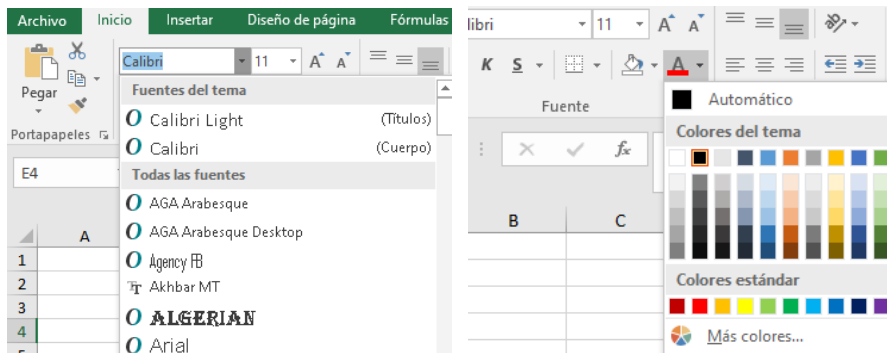 Archivo Inicio Insertar Diseño de página Fórmulas
Calibri 11 A A
Pegar
Portapapeles
Fuentes del tema
O Calibri Light (Títulos)
O Calibri (Cuerpo)
Todas las fuentes
O AGA Arabesque
O AGA Arabesque Desktop
O Agency FB
Akhbar MT
O ALGERIAN
O Arial
E4
A
1
2
3
4
5
libri 11 A A
K S A
Fuente
fx
B C
Automático
Colores del tema
Colores estándar
Más colores...